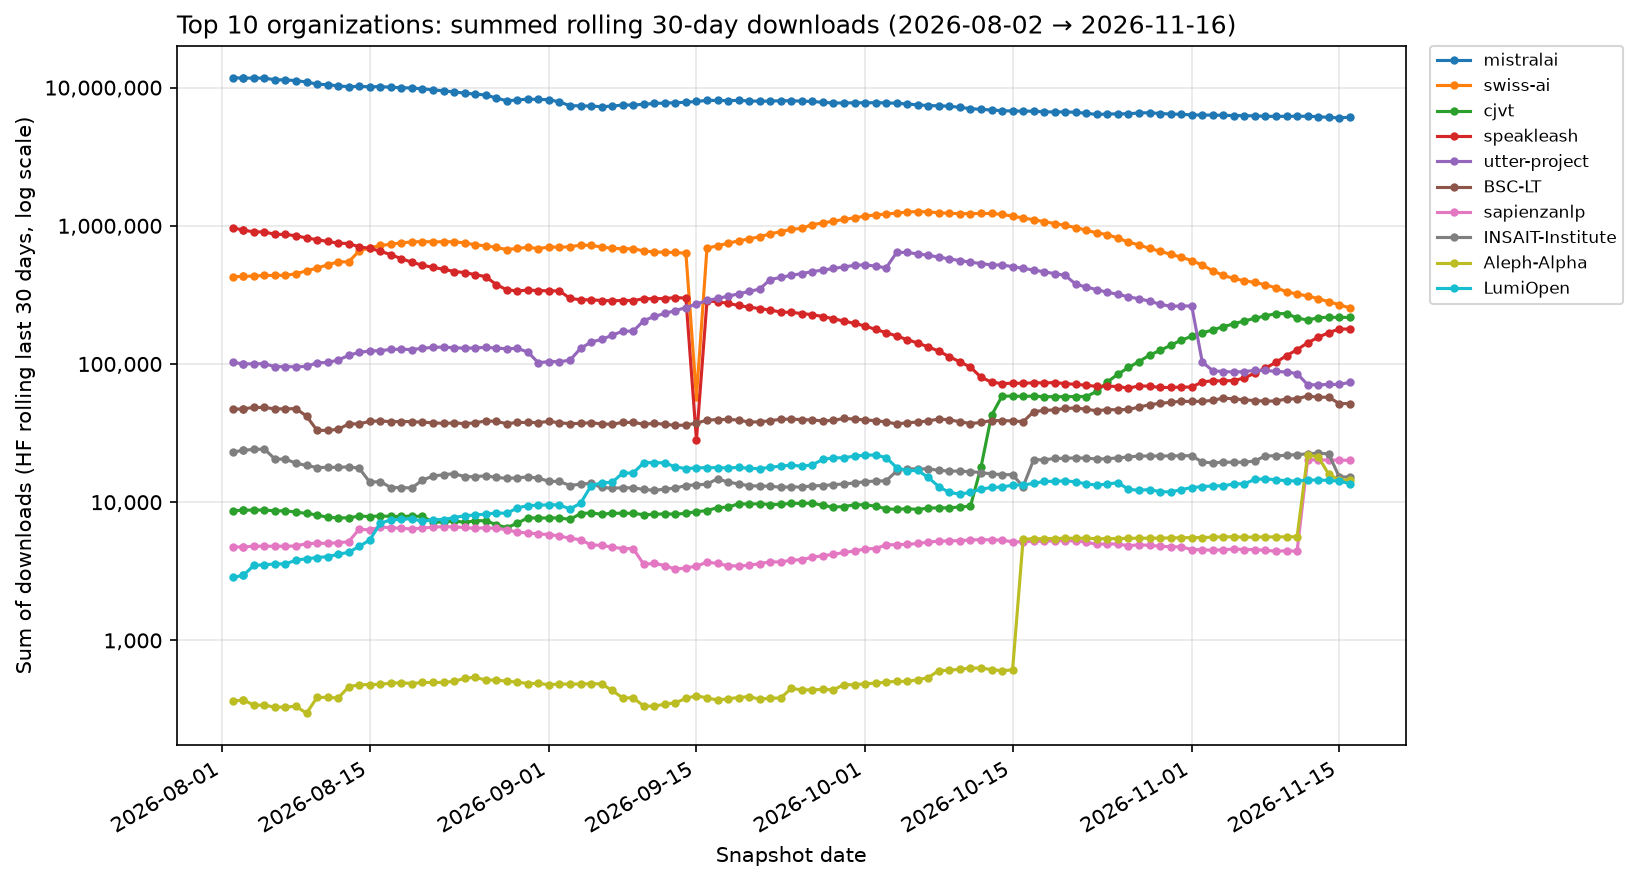 Top 10 organizations: summed rolling 30-day downloads (2026-08-02 → 2026-11-16)
Sum of downloads (HF rolling last 30 days, log scale)
10,000,000
1,000,000
100,000
10,000
1,000
2026-08-01
2026-08-15
2026-09-01
2026-09-15
2026-10-01
2026-10-15
2026-11-01
2026-11-15
Snapshot date
mistralai
swiss-ai
cjvt
speakleash
utter-project
BSC-LT
sapienzanlp
INSAIT-Institute
Aleph-Alpha
LumiOpen